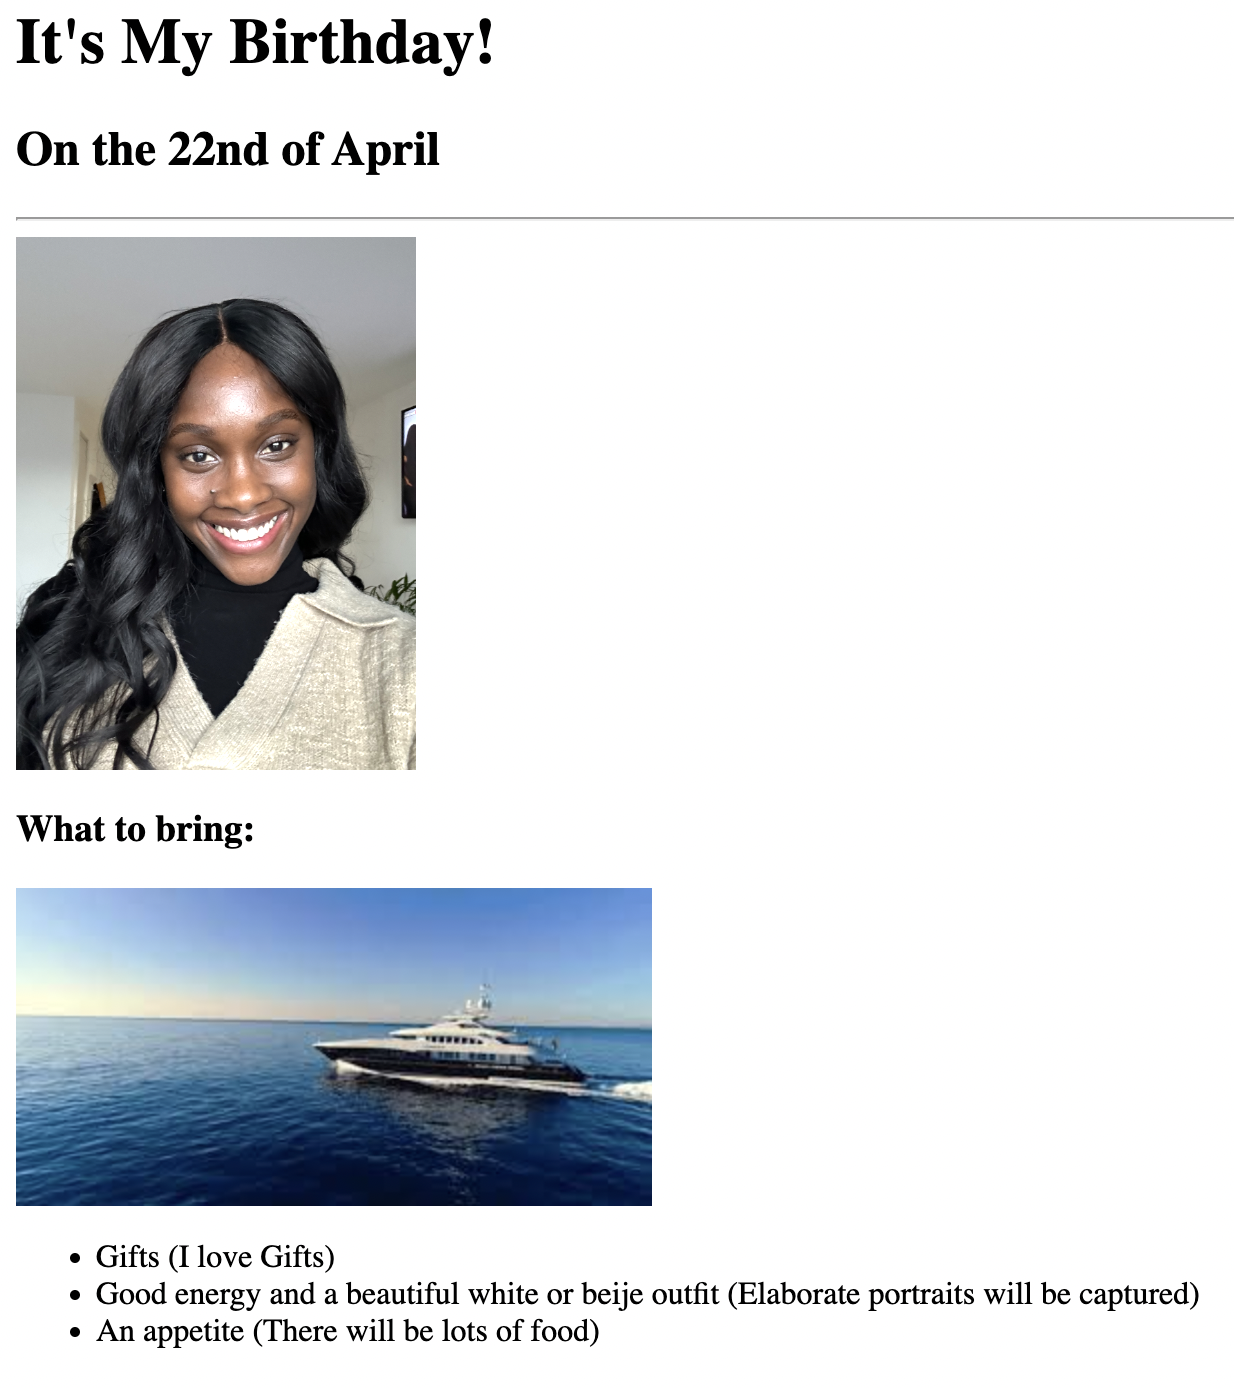 It's My Birthday!
On the 22nd of April
What to bring:
Gifts (I love Gifts)
Good energy and a beautiful white or beije outfit (Elaborate portraits will be captured)
An appetite (There will be lots of food)